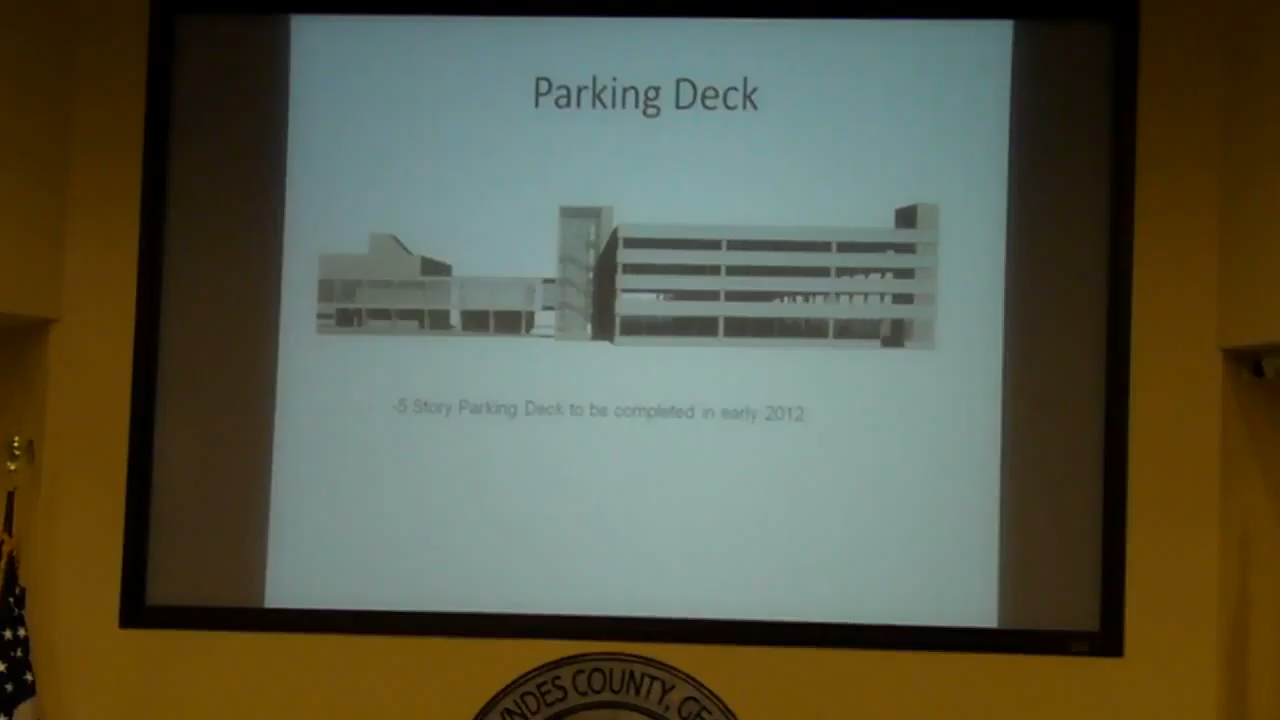 Parking Deck
-5 Story Parking Deck to be completed in early 2012
NDES COUNTY, GE